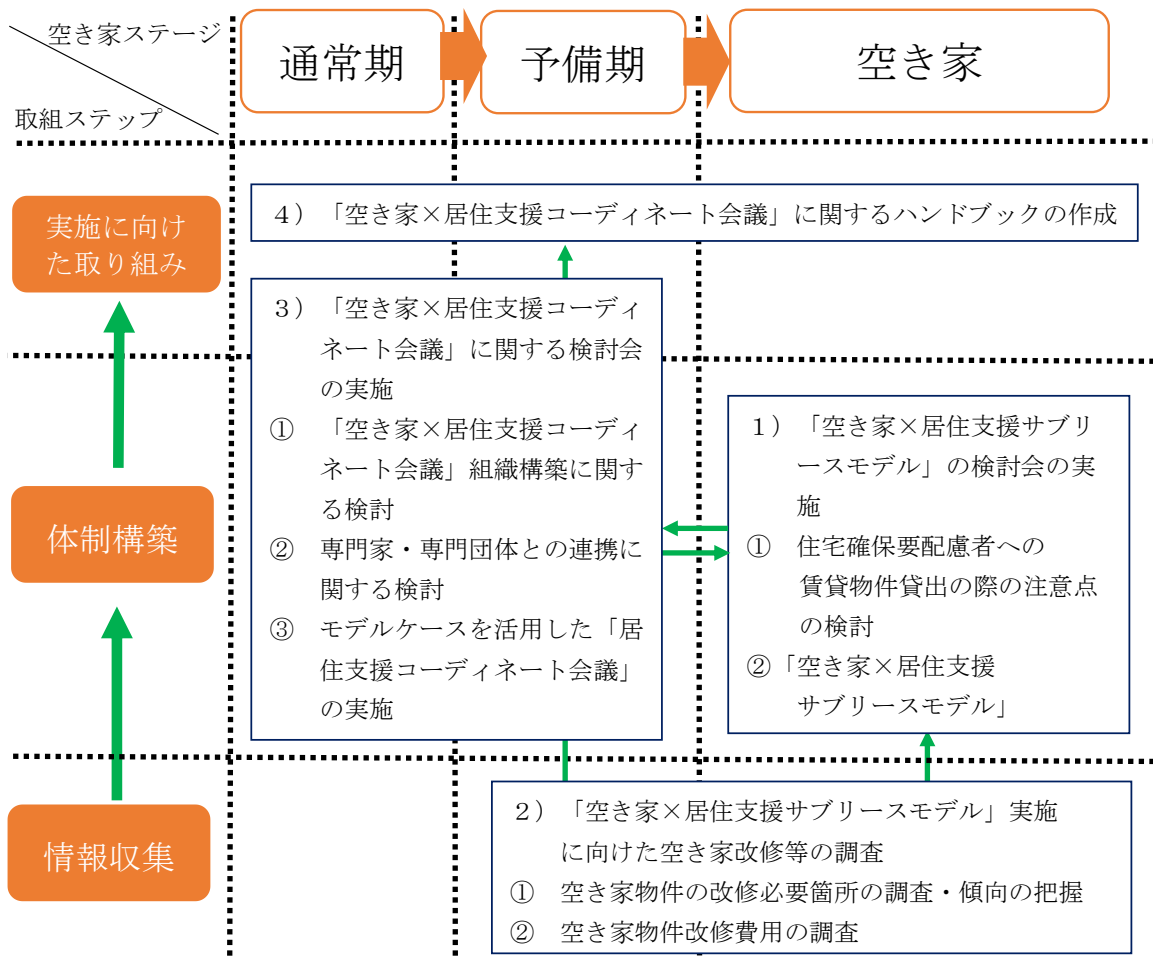 空き家ステージ
取組ステップ
通常期
予備期
空き家
実施に向け
た取り組み
4）「空き家×居住支援コーディネート会議」に関するハンドブックの作成
3）「空き家×居住支援コーディ
ネート会議」に関する検討会
の実施
① 「空き家×居住支援コーディ
ネート会議」組織構築に関す
る検討
② 専門家・専門団体との連携に
関する検討
③ モデルケースを活用した「居
住支援コーディネート会議」
の実施
体制構築
1）「空き家×居住支援サブリ
ースモデル」の検討会の実
施
① 住宅確保要配慮者への
賃貸物件貸出の際の注意点
の検討
②「空き家×居住支援
サブリースモデル」
情報収集
2）「空き家×居住支援サブリースモデル」実施
に向けた空き家改修等の調査
① 空き家物件の改修必要箇所の調査・傾向の把握
② 空き家物件改修費用の調査